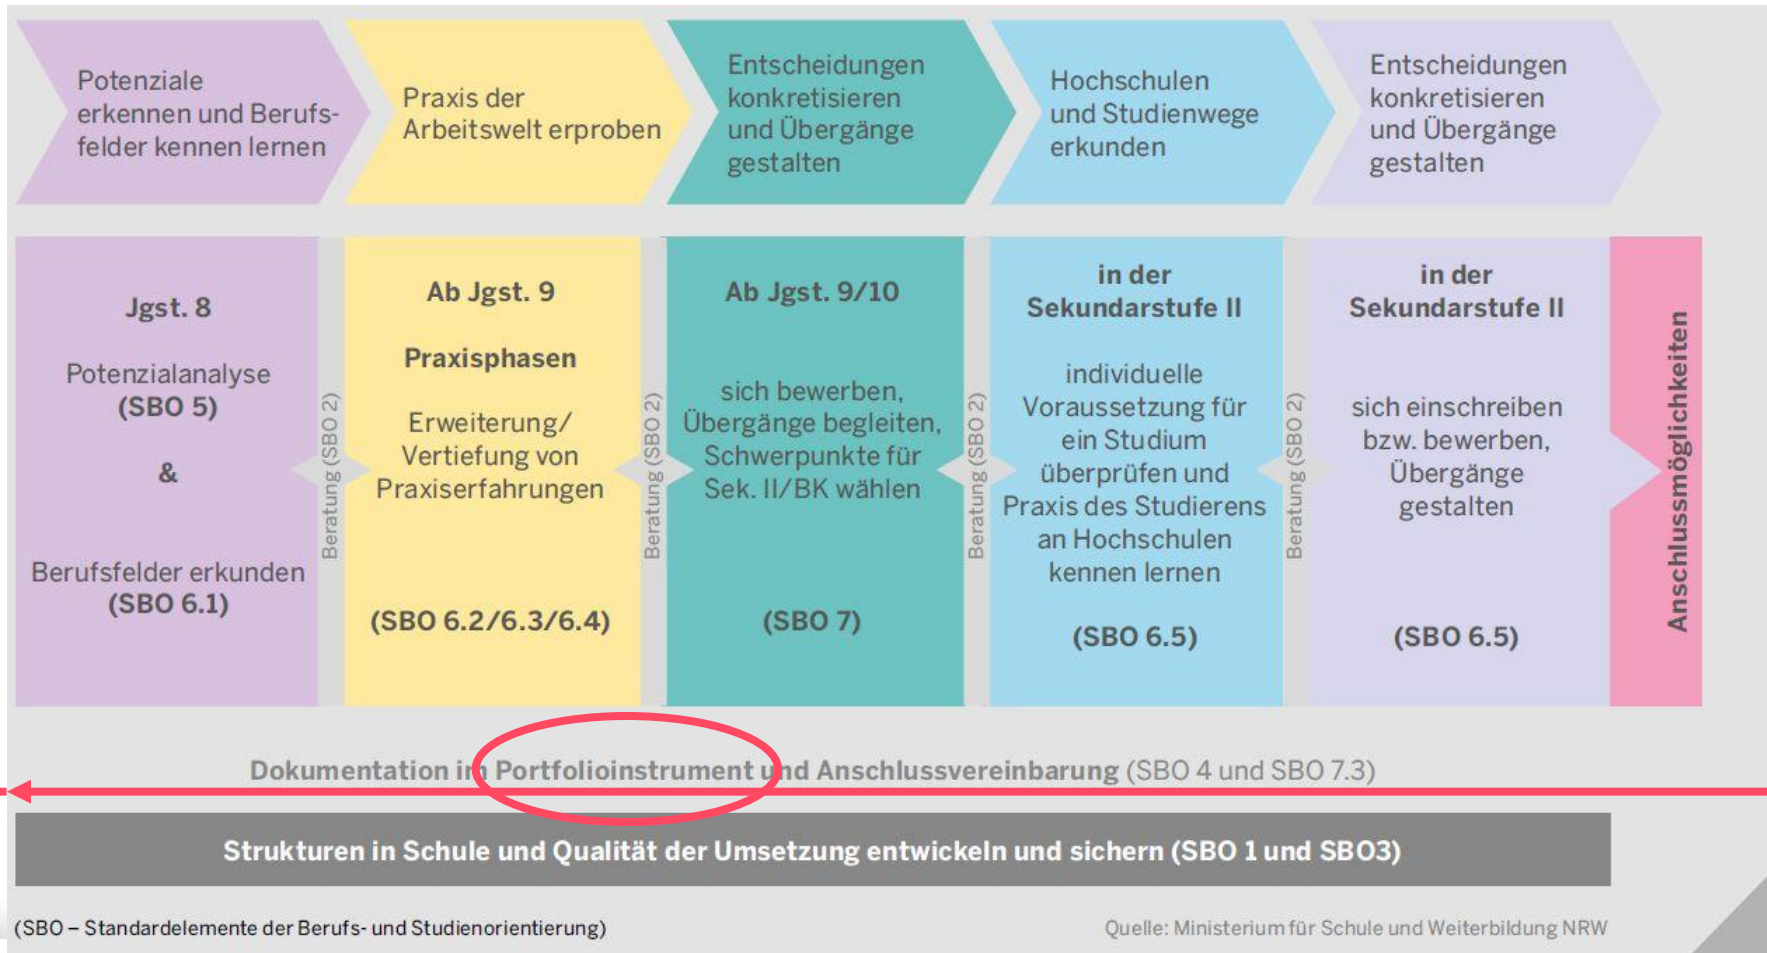 Potenziale
erkennen und Berufs-
felder kennen lernen
Praxis der
Arbeitswelt erproben
Entscheidungen
konkretisieren
und Übergänge
gestalten
Hochschulen
und Studienwege
erkunden
Entscheidungen
konkretisieren
und Übergänge
gestalten
Jgst. 8
Potenzialanalyse
(SBO 5)
&
Berufsfelder erkunden
(SBO 6.1)
Beratung (SBO 2)
Ab Jgst. 9
Praxisphasen
Erweiterung/
Vertiefung von
Praxiserfahrungen
(SBO 6.2/6.3/6.4)
Beratung (SBO 2)
Ab Jgst. 9/10
sich bewerben,
Übergänge begleiten,
Schwerpunkte für
Sek. II/BK wählen
(SBO 7)
Beratung (SBO 2)
in der
Sekundarstufe II
individuelle
Voraussetzung für
ein Studium
überprüfen und
Praxis des Studierens
an Hochschulen
kennen lernen
(SBO 6.5)
Beratung (SBO 2)
in der
Sekundarstufe II
sich einschreiben
bzw. bewerben,
Übergänge
gestalten
(SBO 6.5)
Anschlussmöglichkeiten
Dokumentation im Portfolioinstrument und Anschlussvereinbarung (SBO 4 und SBO 7.3)
Strukturen in Schule und Qualität der Umsetzung entwickeln und sichern (SBO 1 und SBO3)
(SBO – Standardelemente der Berufs- und Studienorientierung)
Quelle: Ministerium für Schule und Weiterbildung NRW